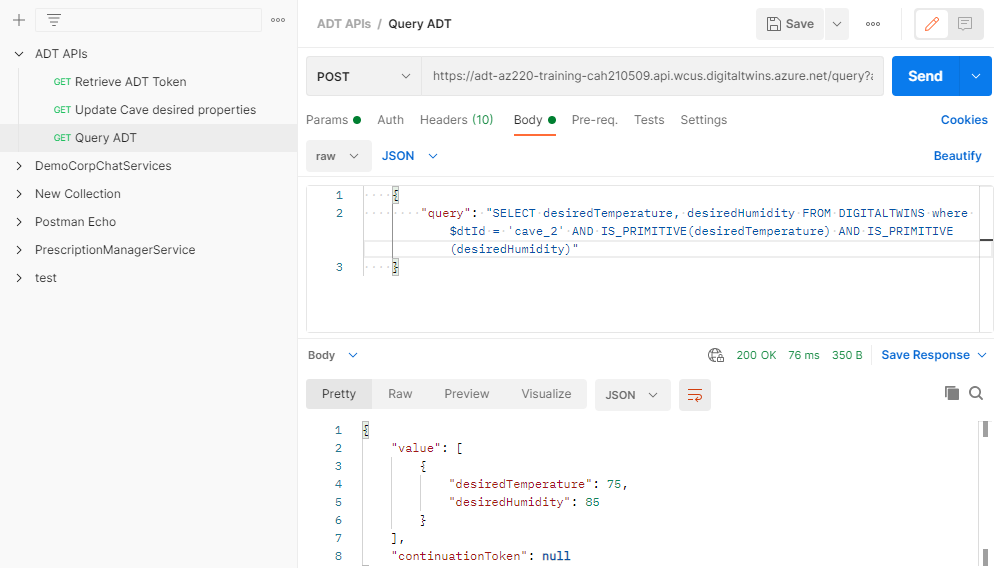 ADT APIs
GET Retrieve ADT Token
GET Update Cave desired properties
GET Query ADT
DemoCorpChatServices
New Collection
Postman Echo
PrescriptionManagerService
test
ADT APIs / Query ADT
Save
POST
https://adt-az220-training-cah210509.api.wcus.digitaltwins.azure.net/query?a
Send
Params
Auth
Headers (10)
Body
Pre-req.
Tests
Settings
Cookies
raw
JSON
Beautify
1 {
2 "query": "SELECT desiredTemperature, desiredHumidity FROM DIGITALTWINS where
$dtId = 'cave_2' AND IS_PRIMITIVE(desiredTemperature) AND IS_PRIMITIVE
(desiredHumidity)"
3 }
Body
200 OK 76 ms 350 B
Save Response
Pretty
Raw
Preview
Visualize
JSON
1 {
2 "value": [
3 {
4 "desiredTemperature": 75,
5 "desiredHumidity": 85
6 }
7 ],
8 "continuationToken": null